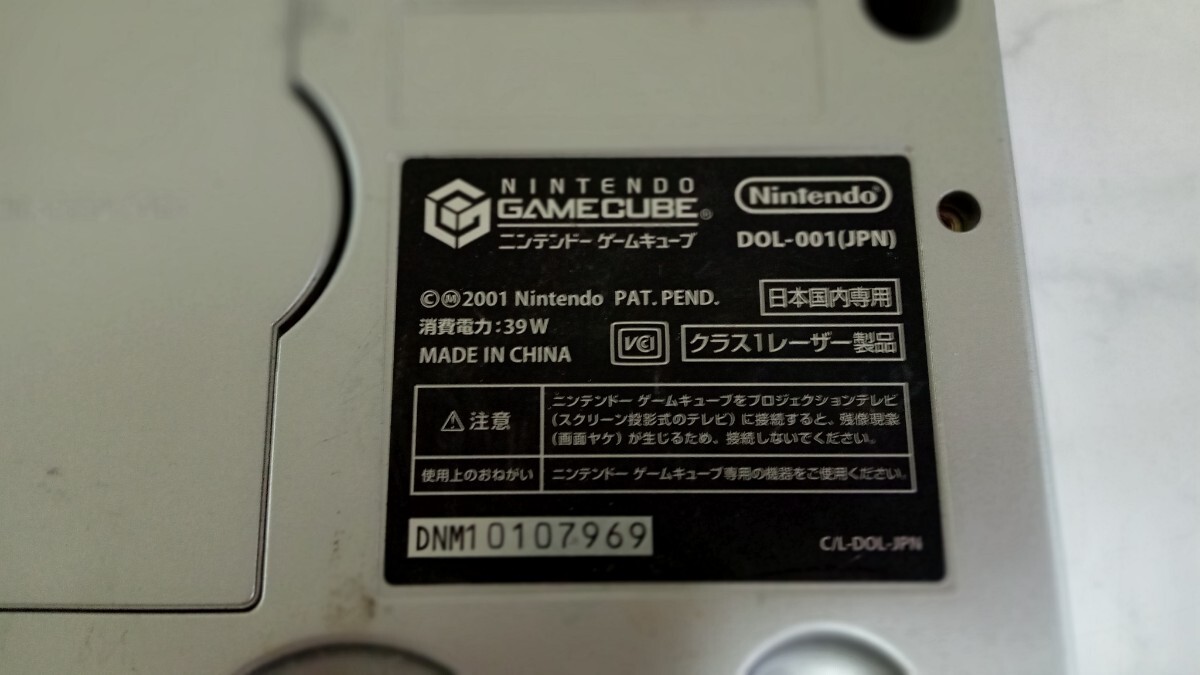 NINTENDO
GAMECUBE®
ニンテンドー ゲームキューブ
Nintendo®
DOL-001(JPN)
©Ⓜ2001 Nintendo PAT. PEND.
日本国内専用
消費電力:39W
MADE IN CHINA
VCI
クラス1レーザー製品
⚠注意
ニンテンドー ゲームキューブをプロジェクションテレビ
(スクリーン投影式のテレビ)に接続すると、残像現象
(画面ヤケ)が生じるため、接続しないでください。
使用上のおねがい
ニンテンドー ゲームキューブ専用の機器をご使用ください。
DNM10107969
C/L-DOL-JPN